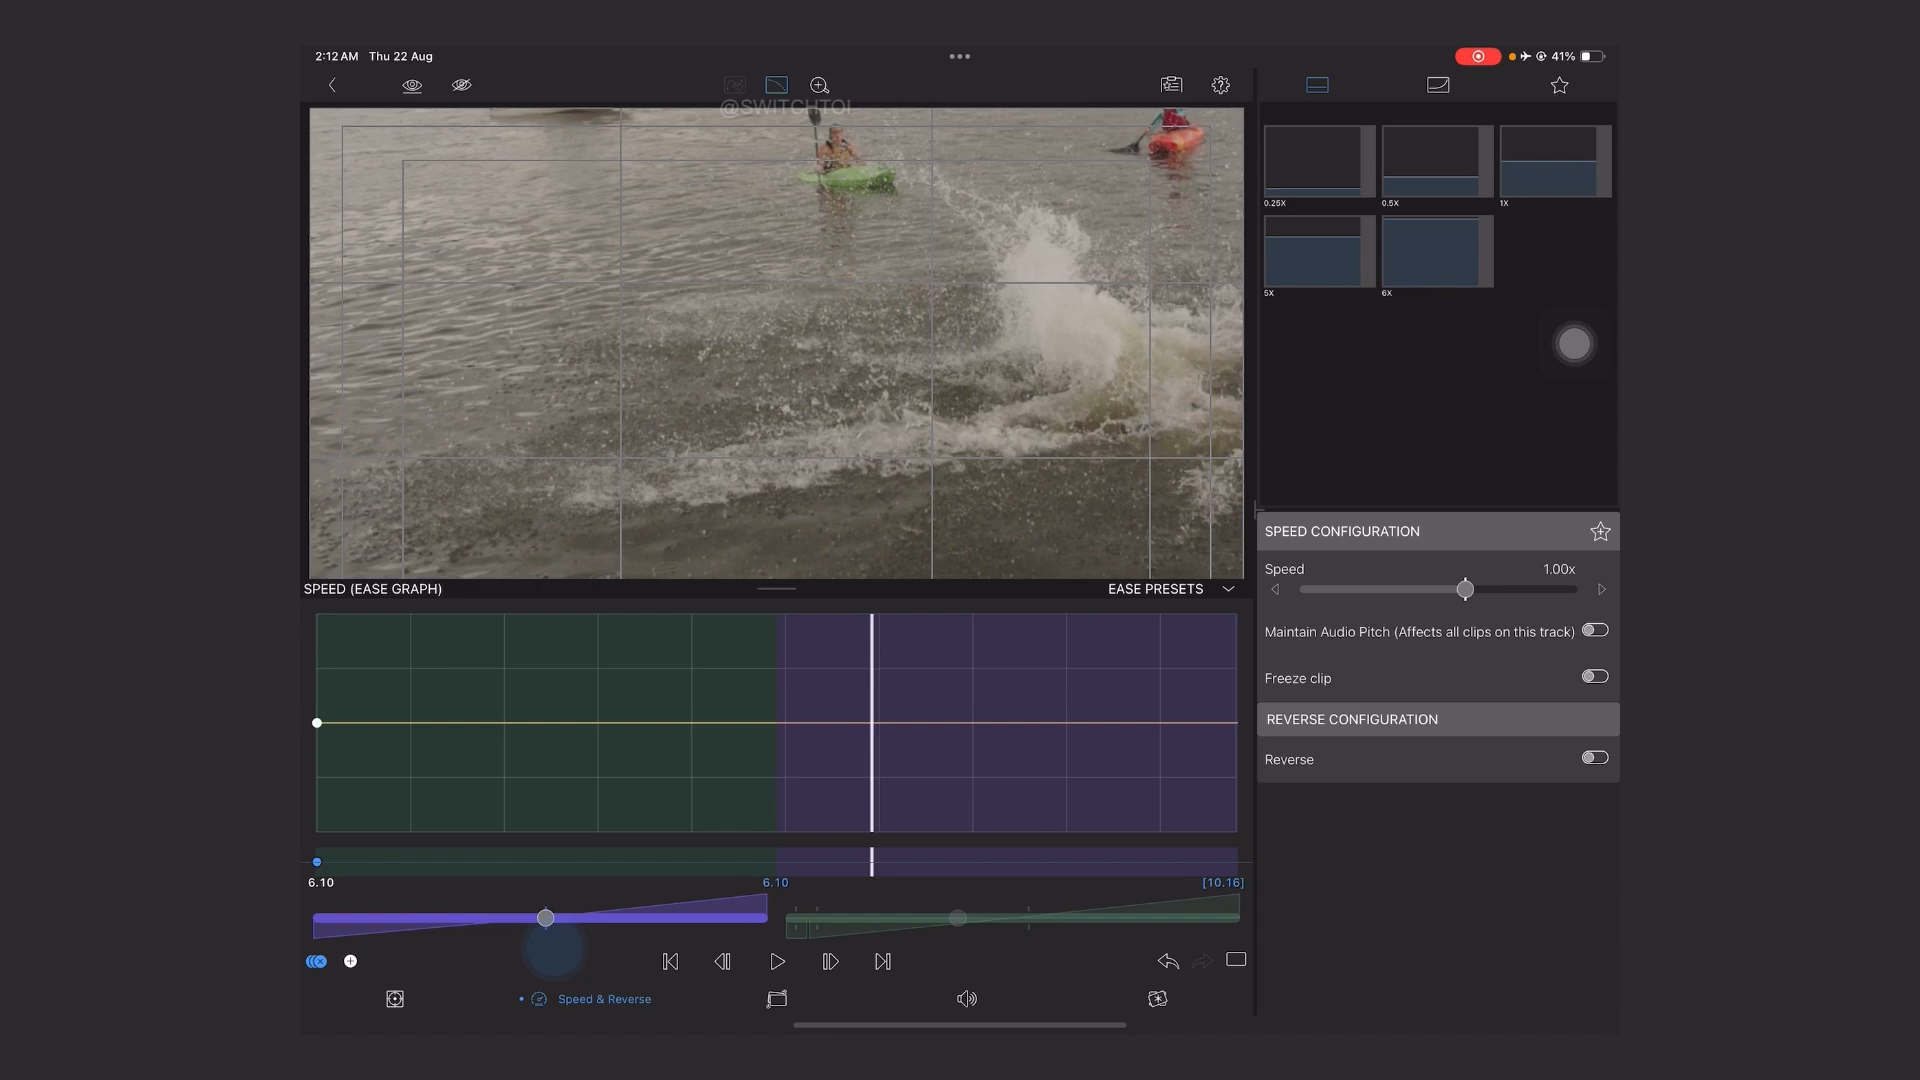 2:12 AM Thu 22 Aug
41%
@SWITCHTOI
0.25X
0.5X
1X
5X
6X
SPEED (EASE GRAPH)
EASE PRESETS
SPEED CONFIGURATION
Speed
1.00x
Maintain Audio Pitch (Affects all clips on this track)
Freeze clip
REVERSE CONFIGURATION
Reverse
6.10
6.10
[10.16]
Speed & Reverse